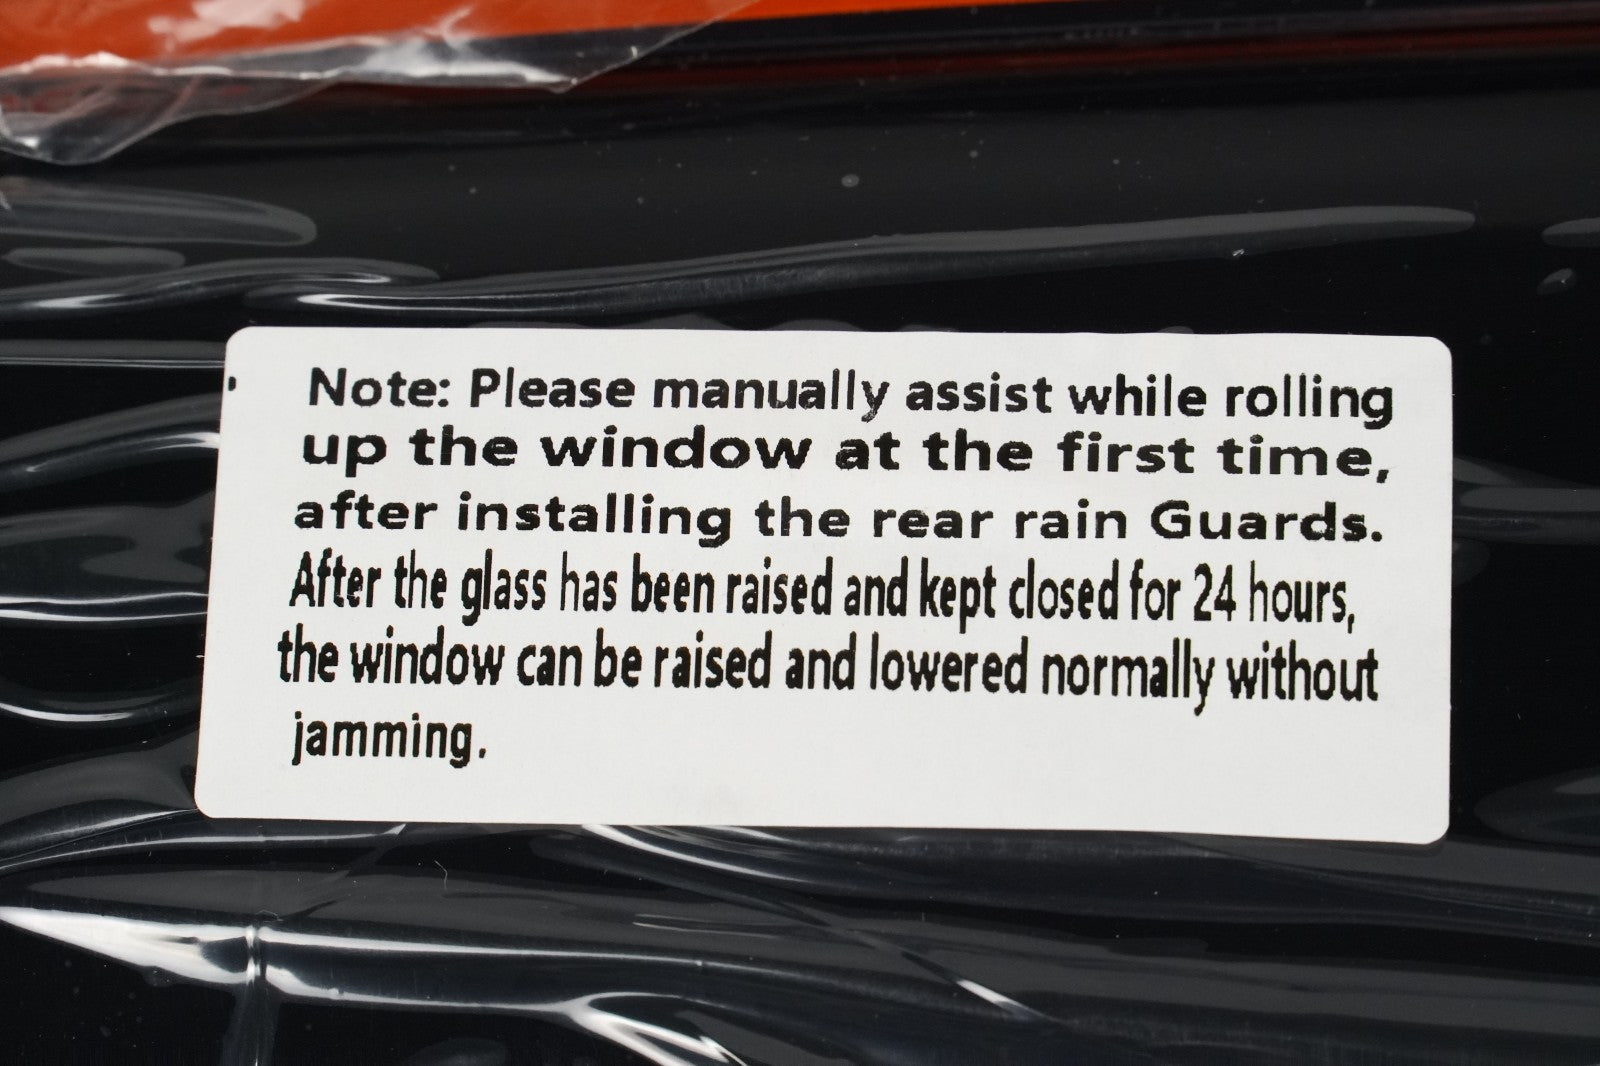 Note: Please manually assist while rolling
up the window at the first time,
after installing the rear rain Guards.
After the glass has been raised and kept closed for 24 hours,
the window can be raised and lowered normally without
jamming.